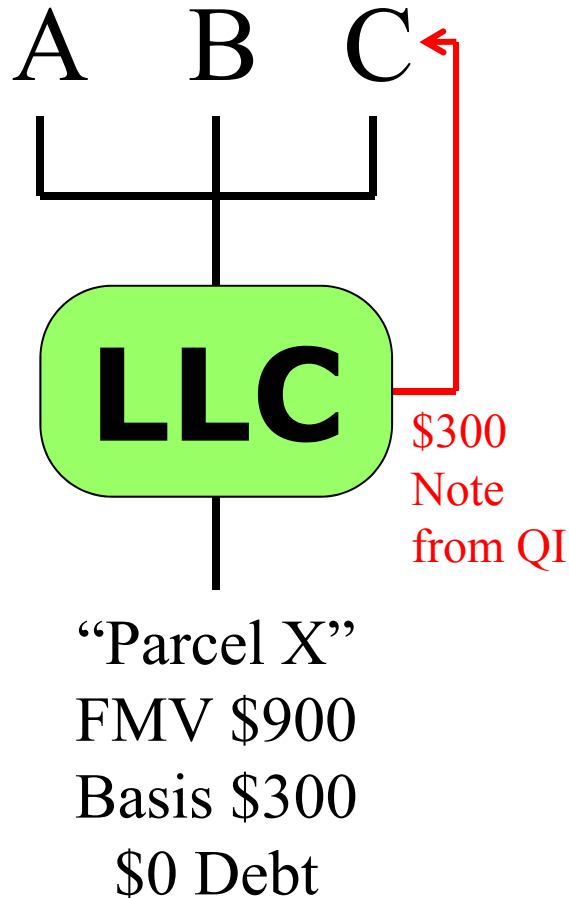 A B C
LLC
$300
Note
from QI
“Parcel X”
FMV $900
Basis $300
$0 Debt